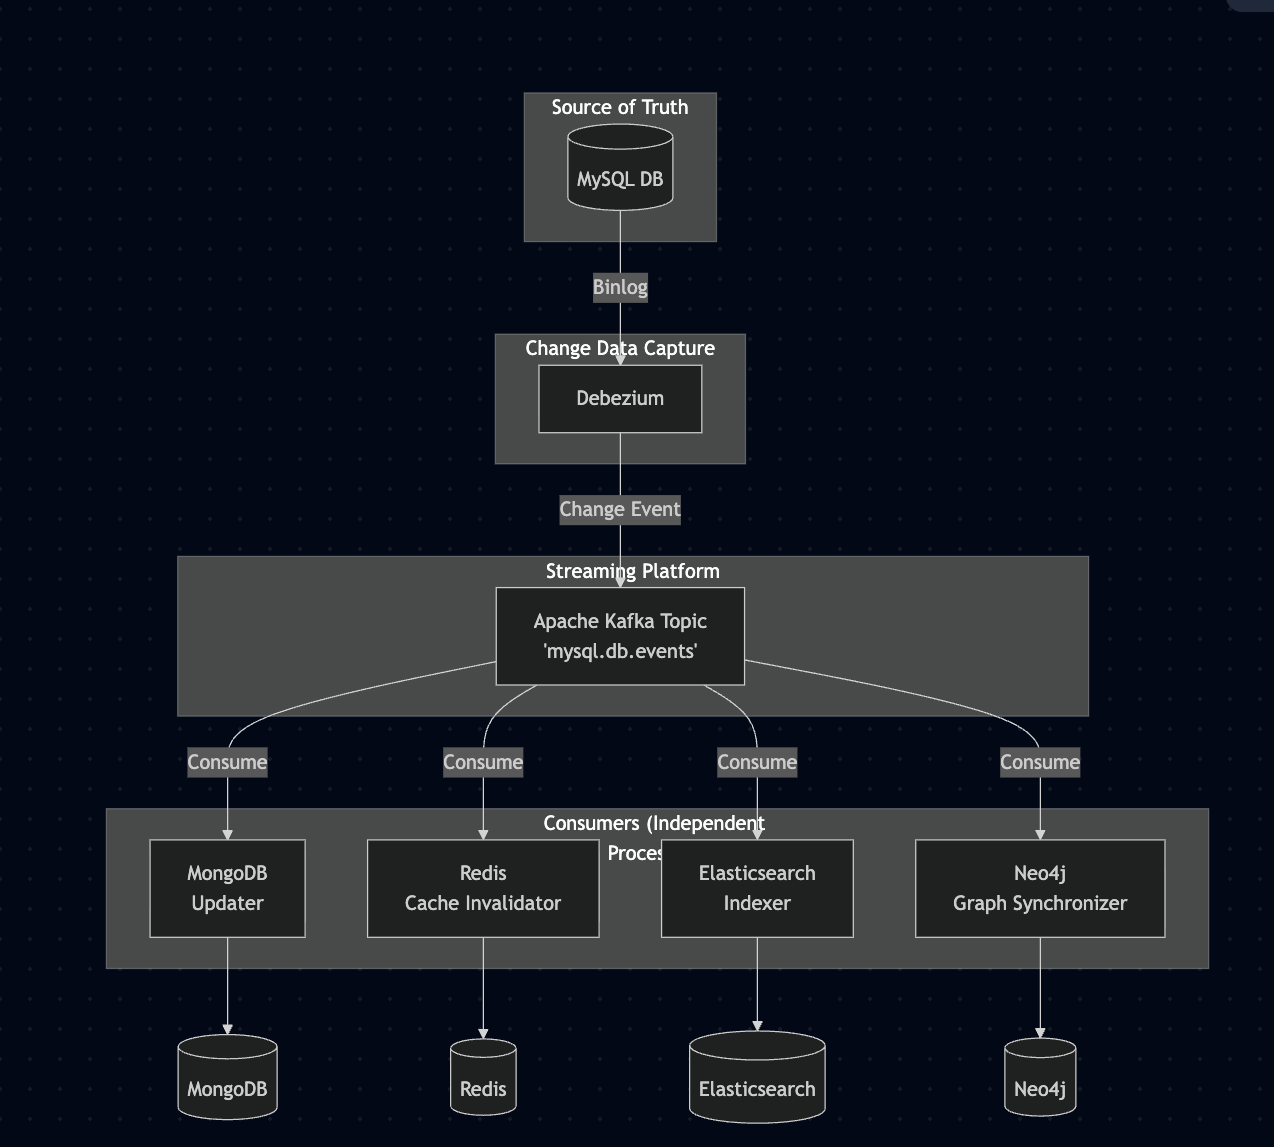 Source of Truth
MySQL DB
Binlog
Change Data Capture
Debezium
Change Event
Streaming Platform
Apache Kafka Topic
'mysql.db.events'
Consume
Consume
Consume
Consume
Consumers (Independent
MongoDB
Updater
Redis
Cache Invalidator
Elasticsearch
Indexer
Neo4j
Graph Synchronizer
MongoDB
Redis
Elasticsearch
Neo4j